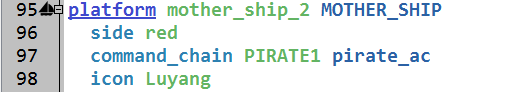 95 platform mother_ship_2 MOTHER_SHIP
96 side red
97 command_chain PIRATE1 pirate_ac
98 icon Luyang